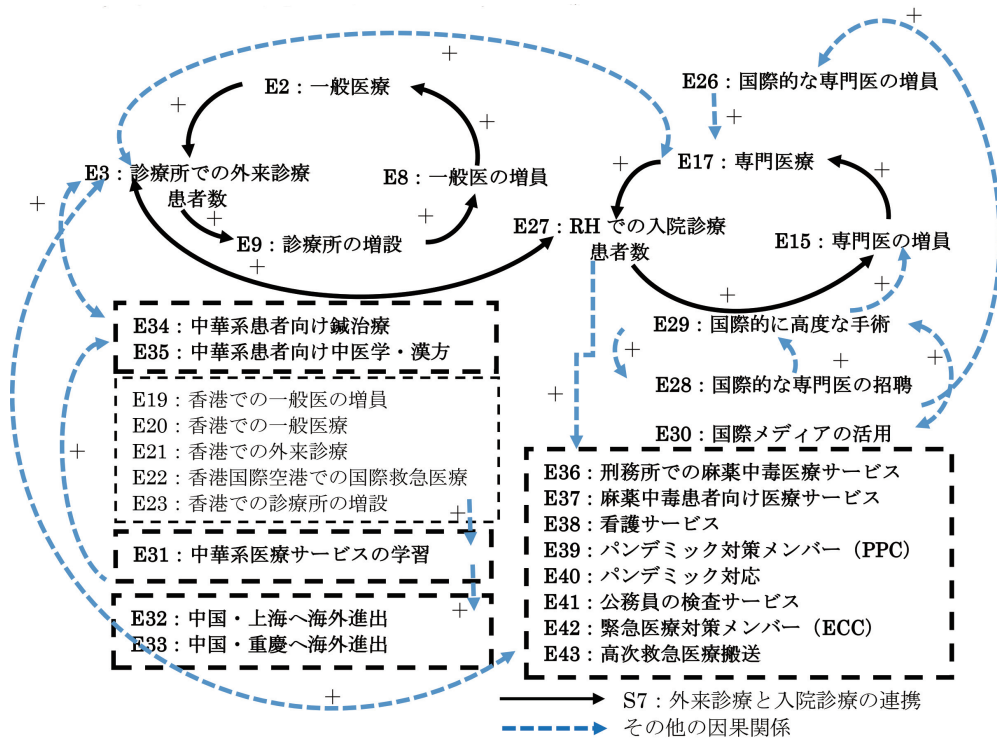 +
+
E2：一般医療
E26：国際的な専門医の増員
+
+
+
E17：専門医療
E3：診療所での外来診療
患者数
E8：一般医の増員
+
+
+
+
E27：RH での入院診療
患者数
E15：専門医の増員
E9：診療所の増設
+
+
+
E34：中華系患者向け鍼治療
E35：中華系患者向け中医学・漢方
E29：国際的に高度な手術
+
+
+
E28：国際的な専門医の招聘
E19：香港での一般医の増員
E20：香港での一般医療
E21：香港での外来診療
E22：香港国際空港での国際救急医療
E23：香港での診療所の増設
+
E30：国際メディアの活用
+
+
E31：中華系医療サービスの学習
+
E32：中国・上海へ海外進出
E33：中国・重慶へ海外進出
E36：刑務所での麻薬中毒医療サービス
E37：麻薬中毒患者向け医療サービス
E38：看護サービス
E39：パンデミック対策メンバー（PPC）
E40：パンデミック対応
E41：公務員の検査サービス
E42：緊急医療対策メンバー（ECC）
E43：高次救急医療搬送
+
S7：外来診療と入院診療の連携
その他の因果関係